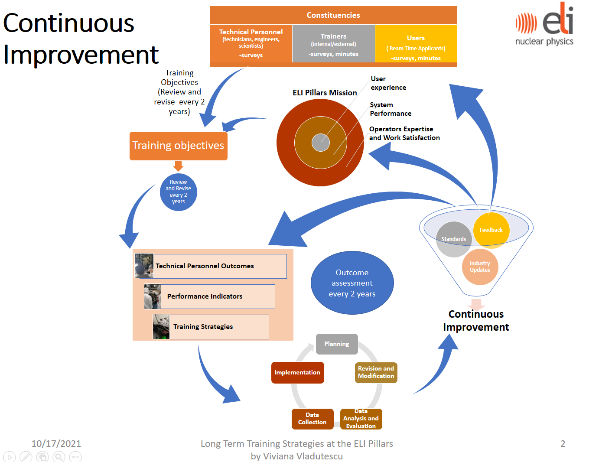 Continuous
Improvement
Constituencies
Technical Personnel
(technicians, engineers,
scientists)
-surveys
Trainers
(internal/external)
-surveys, minutes
Users
( Beam Time Applicants)
-surveys, minutes
eli
nuclear physics
Training
Objectives
(Review and
revise every 2
years)
ELI Pillars Mission
User
experience
System
Performance
Operators Expertise
and Work Satisfaction
Training objectives
Review
and Revise
every 2
years
Standards
Feedback
Industry
Updates
Technical Personnel Outcomes
Performance Indicators
Training Strategies
Outcome
assessment
every 2 years
Continuous
Improvement
Planning
Implementation
Revision and
Modification
Data
Collection
Data
Analysis and
Evaluation
10/17/2021
Long Term Training Strategies at the ELI Pillars
by Viviana Vladutescu
2